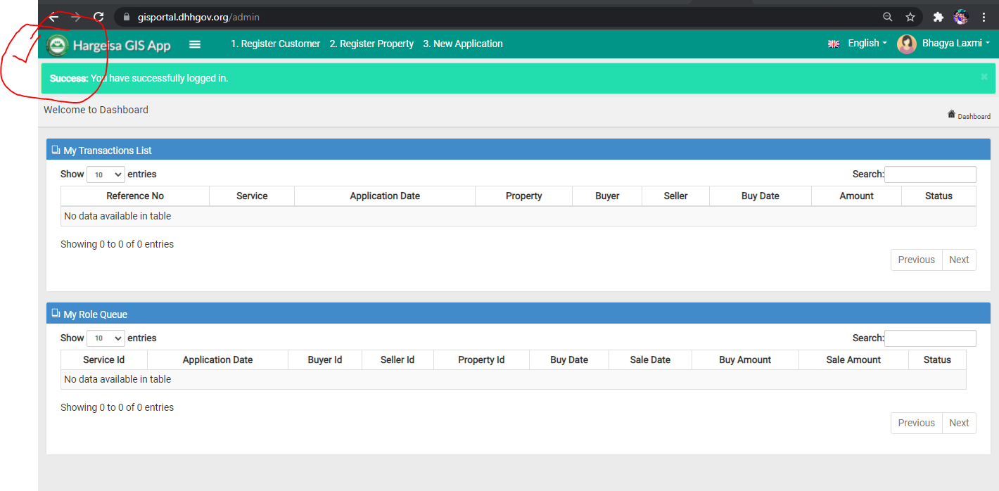 gisportal.dhhgov.org/admin
Hargeisa GIS App 1. Register Customer 2. Register Property 3. New Application English Bhagya Laxmi
Success: You have successfully logged in. ×
Welcome to Dashboard
Dashboard
My Transactions List
Show 10 entries Search:
Reference No Service Application Date Property Buyer Seller Buy Date Amount Status
No data available in table
Showing 0 to 0 of 0 entries
Previous Next
My Role Queue
Show 10 entries Search:
Service Id Application Date Buyer Id Seller Id Property Id Buy Date Sale Date Buy Amount Sale Amount Status
No data available in table
Showing 0 to 0 of 0 entries
Previous Next